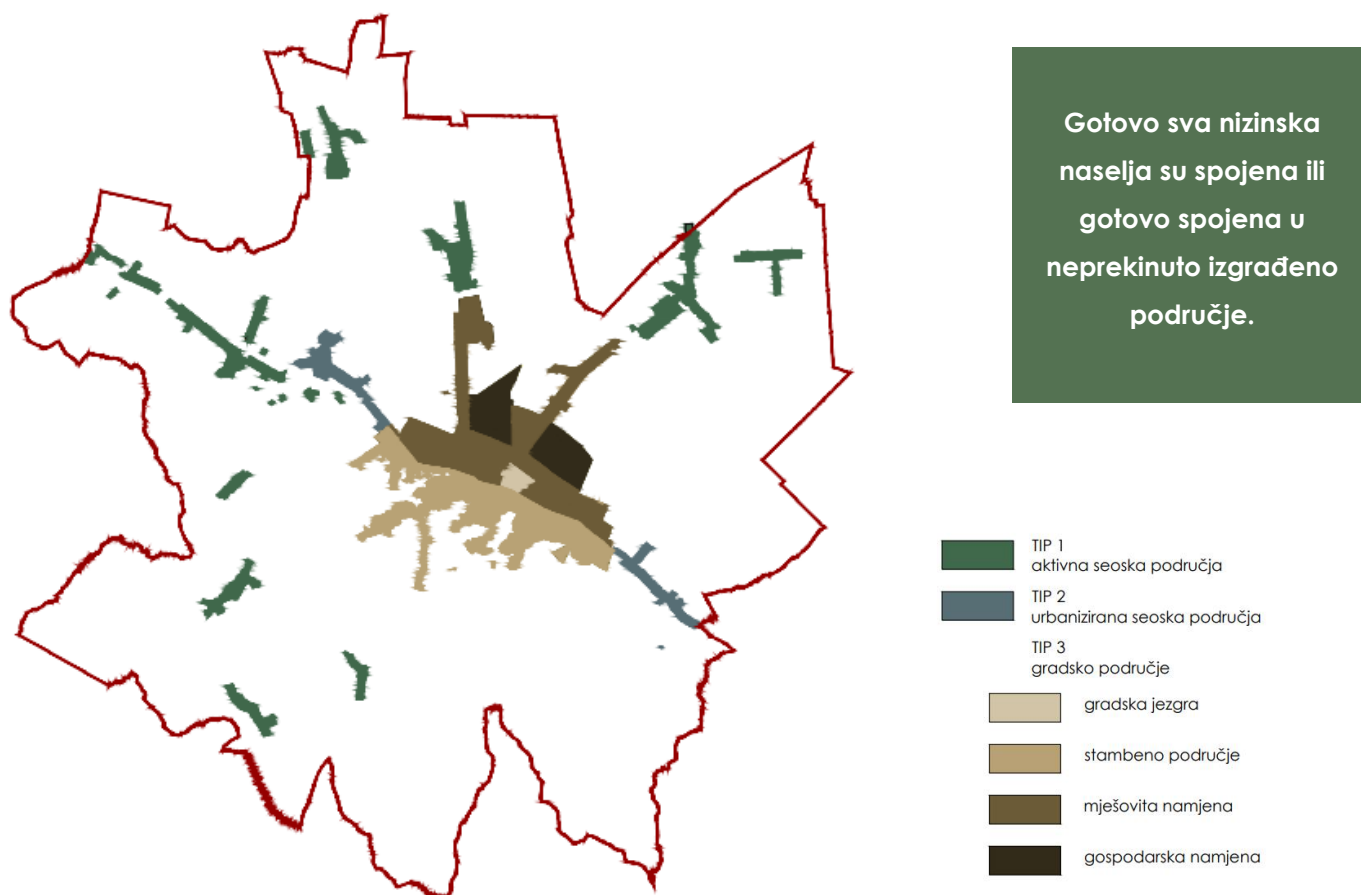 Gotovo sva nizinska
naselja su spojena ili
gotovo spojena u
neprekinuto izgrađeno
područje.
TIP 1
aktivna seoska područja
TIP 2
urbanizirana seoska područja
TIP 3
gradsko područje
gradska jezgra
stambeno područje
mješovita namjena
gospodarska namjena